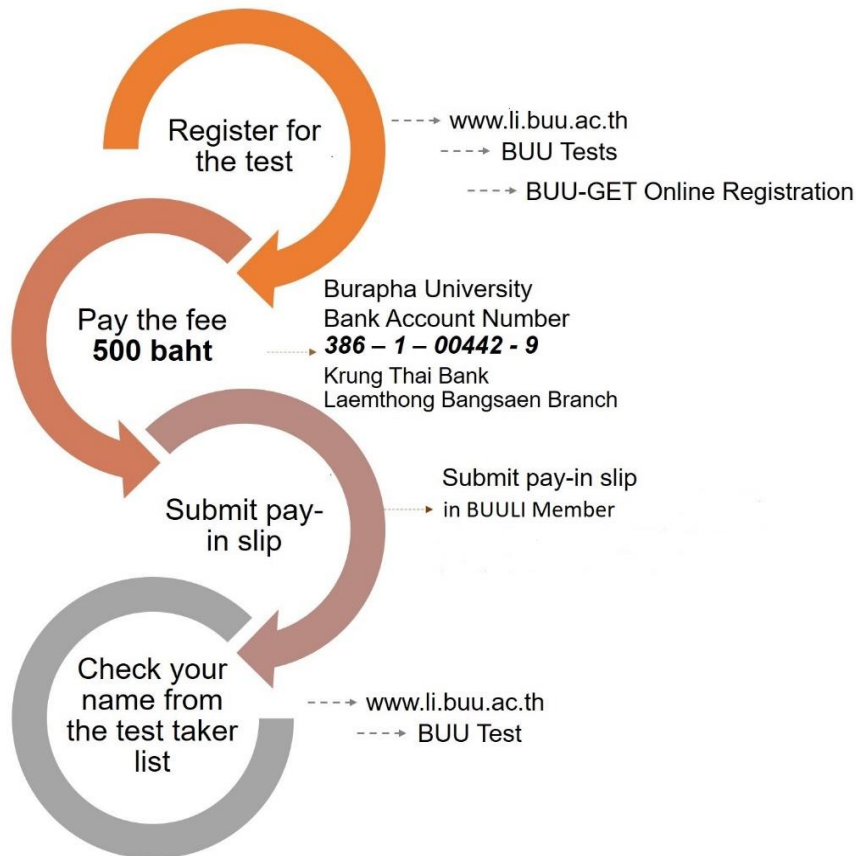 Register for
the test
www.li.buu.ac.th
BUU Tests
BUU-GET Online Registration
Pay the fee
500 baht
Burapha University
Bank Account Number
386 – 1 – 00442 - 9
Krung Thai Bank
Laemthong Bangsaen Branch
Submit pay-
in slip
Submit pay-in slip
in BUULI Member
Check your
name from
the test taker
list
www.li.buu.ac.th
BUU Test